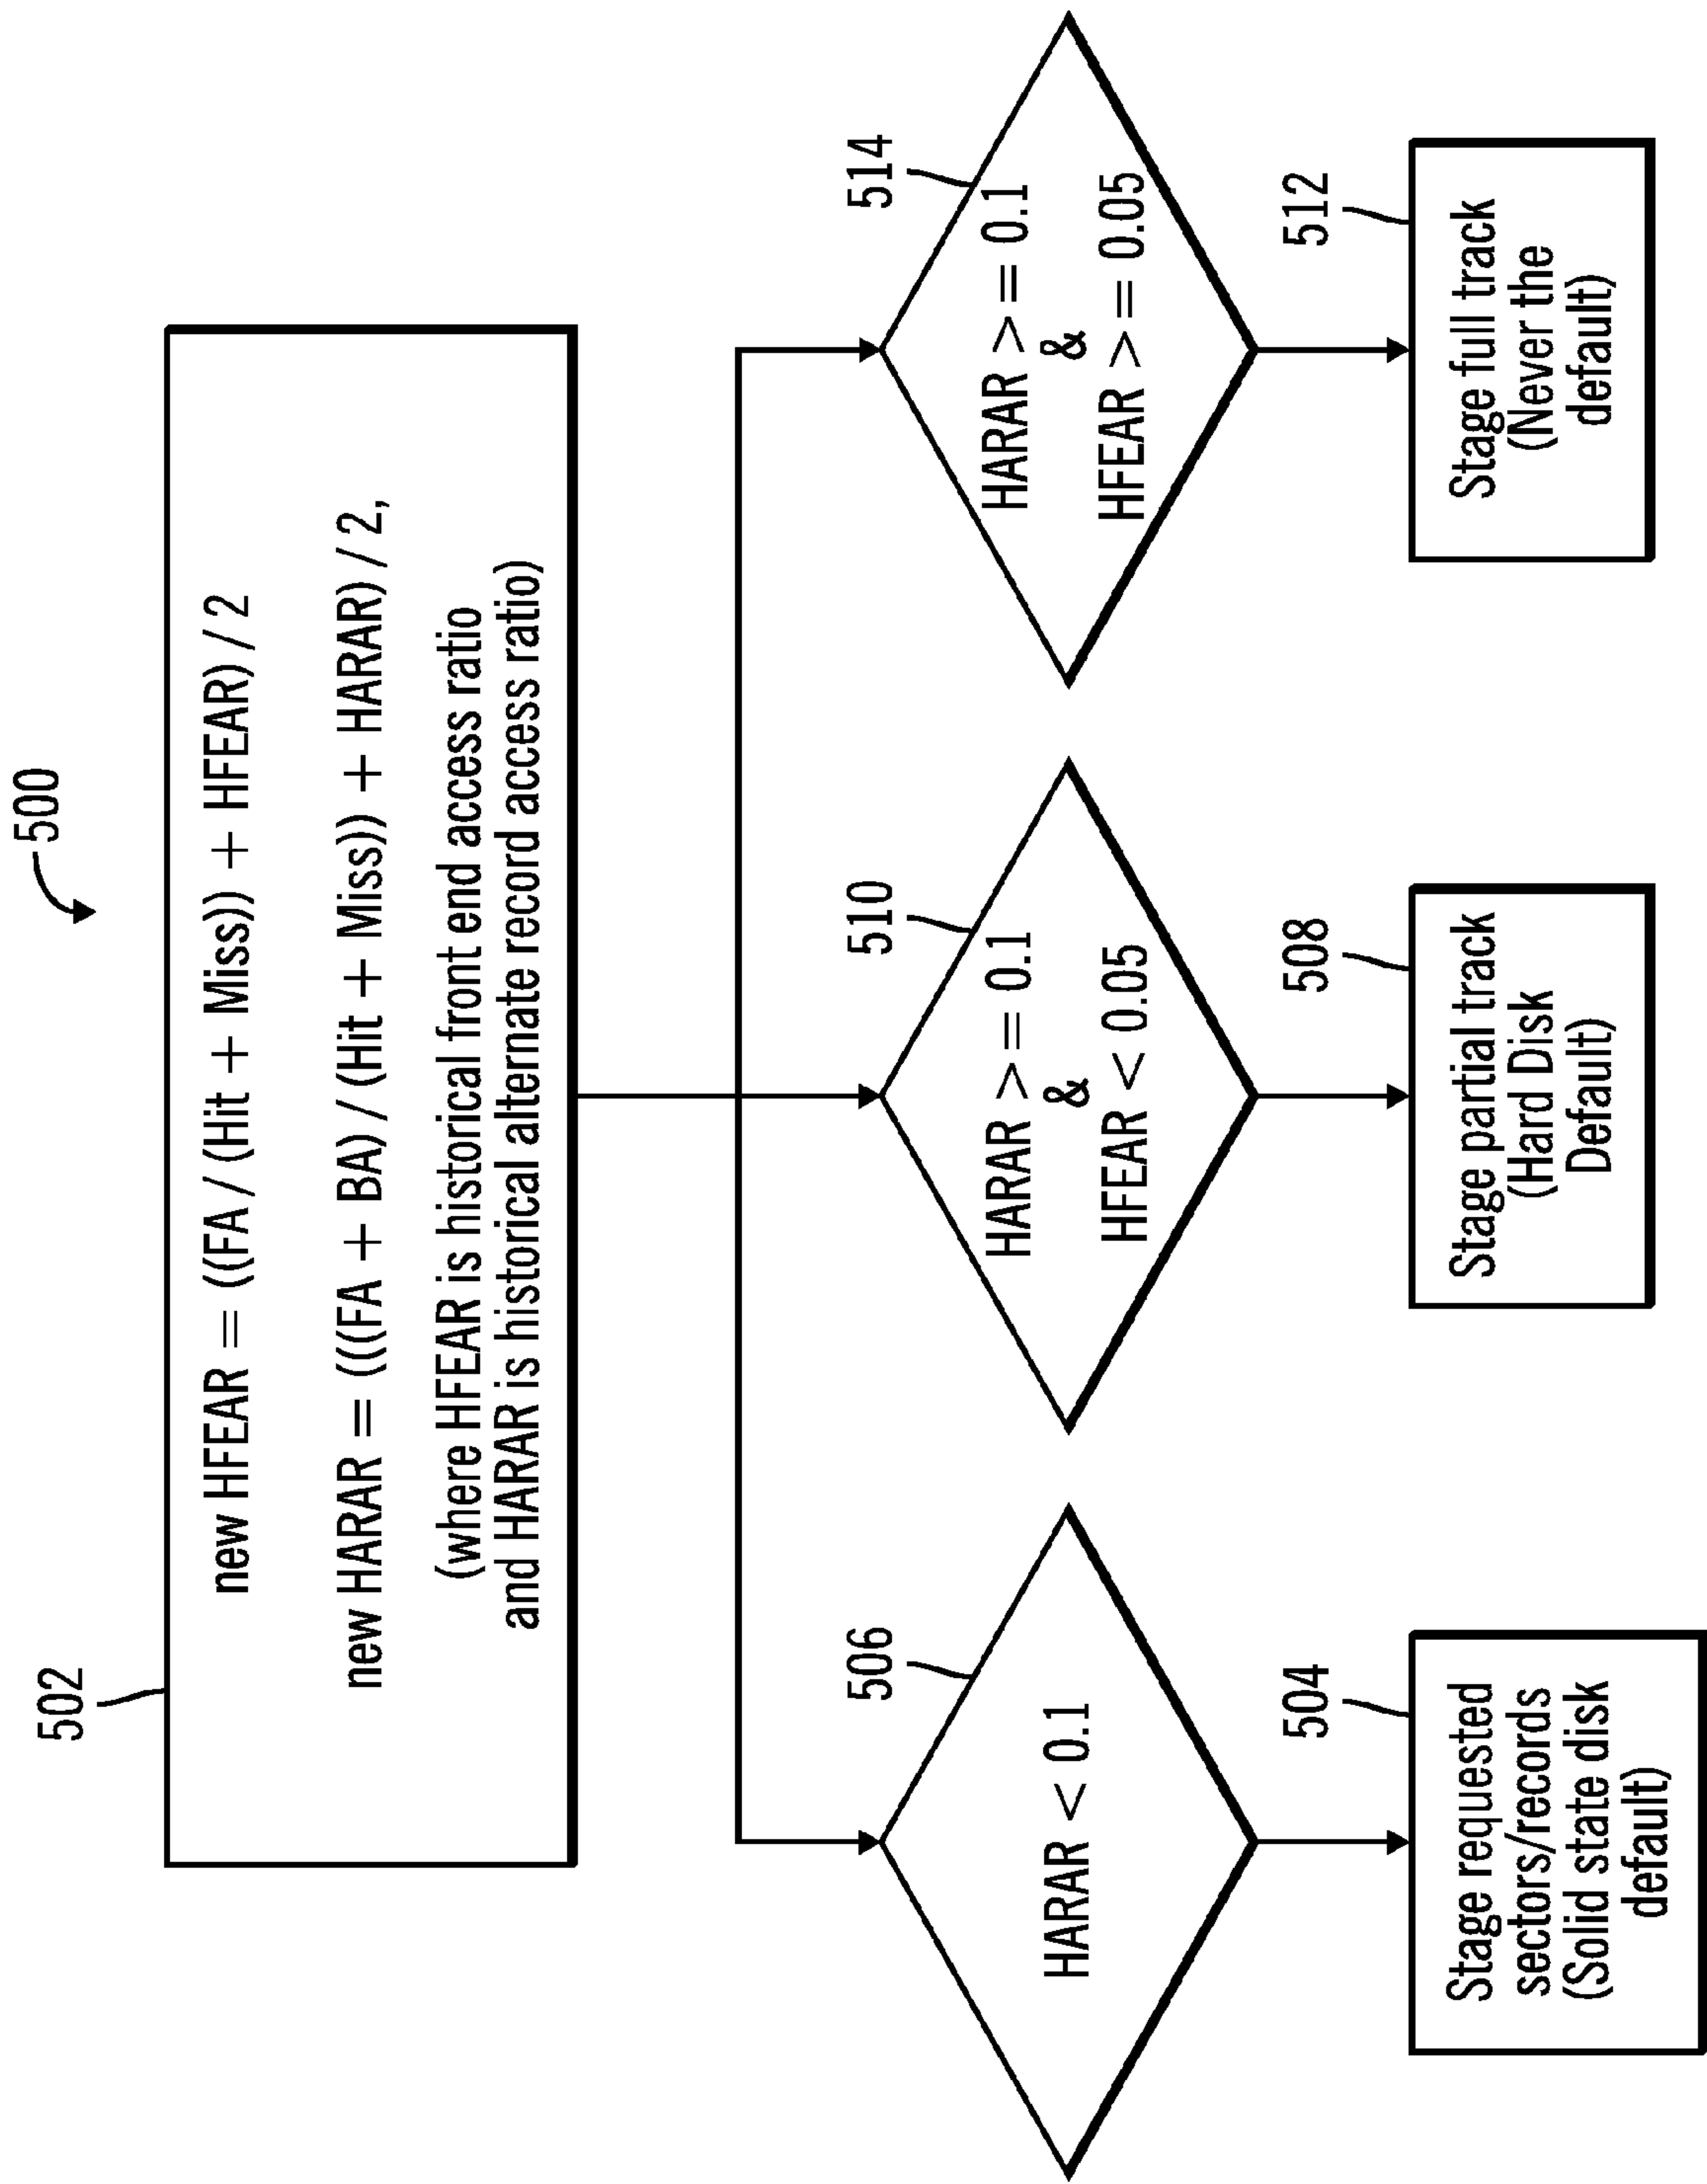 500
502
new HFEAR = ((FA / (Hit + Miss)) + HFEAR) / 2
new HARAR = (((FA + BA) / (Hit + Miss)) + HARAR) / 2,
(where HFEAR is historical front end access ratio
and HARAR is historical alternate record access ratio)
506
HARAR < 0.1
504
Stage requested
sectors/records
(Solid state disk
default)
510
HARAR >= 0.1
&
HFEAR < 0.05
508
Stage partial track
(Hard Disk
Default)
514
HARAR >= 0.1
&
HFEAR >= 0.05
512
Stage full track
(Never the
default)